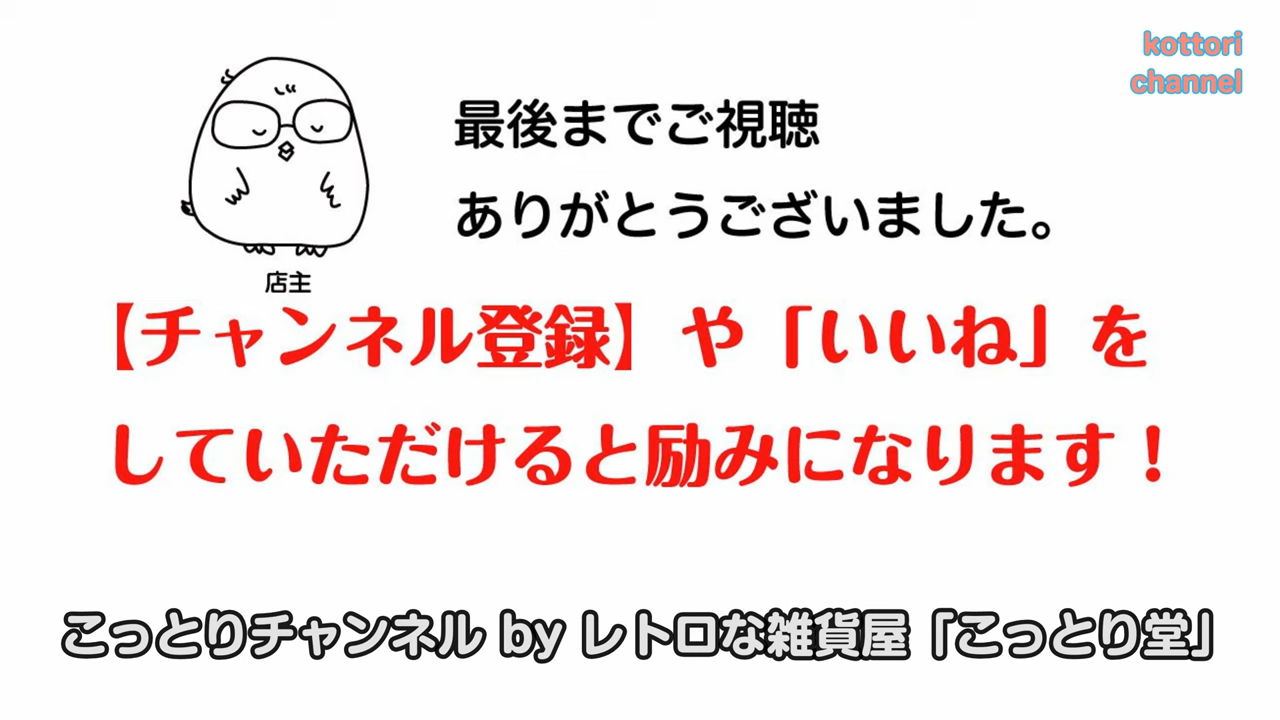 kottori
channel
最後までご視聴
ありがとうございました。
店主
【チャンネル登録】や「いいね」を
していただけると励みになります！
こっとりチャンネル by レトロな雑貨屋「こっとり堂」